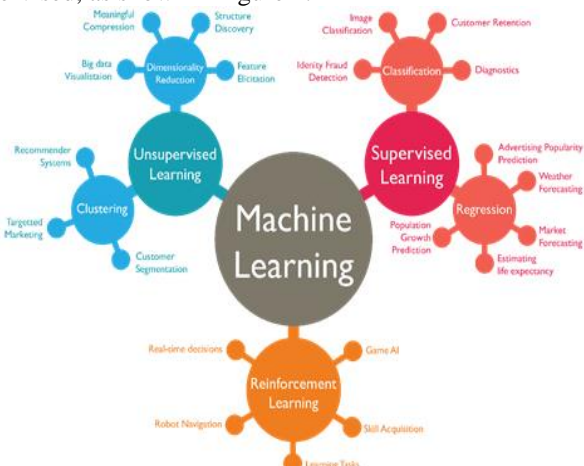 Meaningful
Compression
Structure
Discovery
Big data
Visualistaion
Dimensionality
Reduction
Feature
Elicitation
Image
Classification
Customer Retention
Idenity Fraud
Detection
Classification
Diagnostics
Recommender
Systems
Unsupervised
Learning
Supervised
Learning
Advertising Popularity
Prediction
Weather
Forecasting
Clustering
Targetted
Marketing
Customer
Segmentation
Machine
Learning
Population
Growth
Prediction
Regression
Market
Forecasting
Estimating
life expectancy
Real-time decisions
Game AI
Reinforcement
Learning
Robot Navigation
Skill Acquisition
Learning Tasks